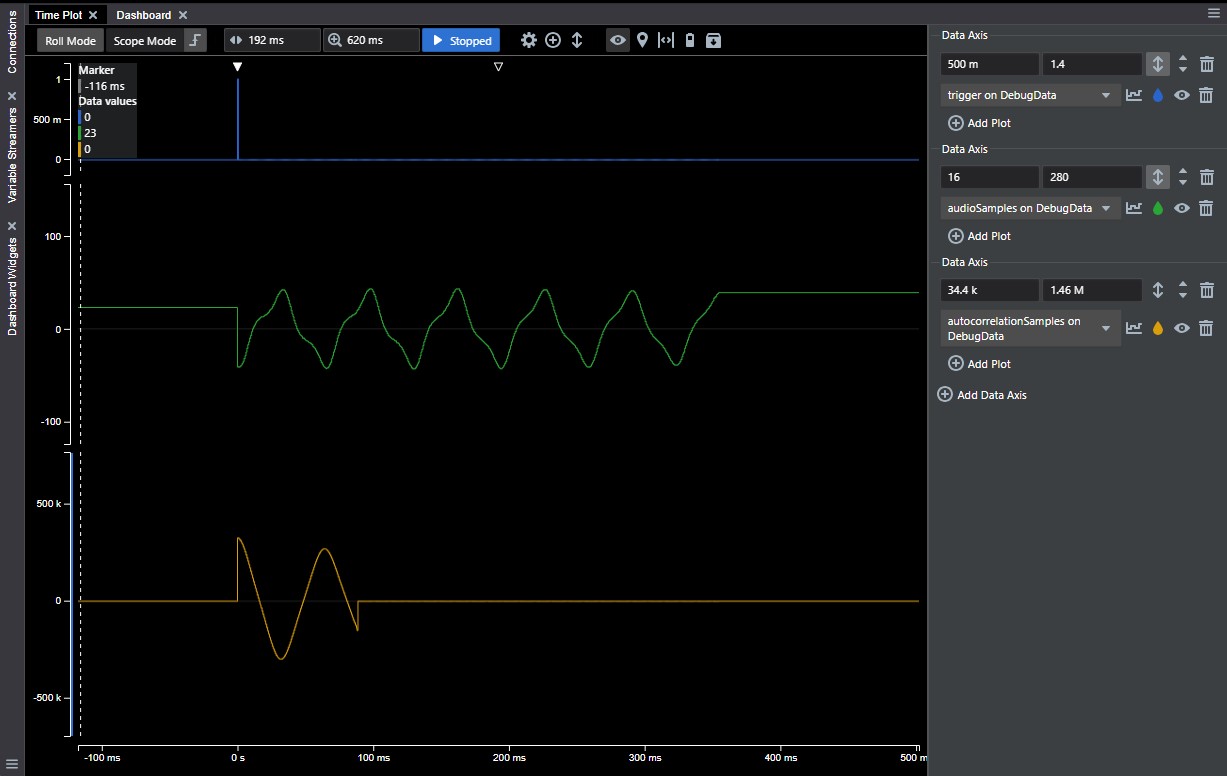 Time Plot
Dashboard
Connections
Variable Streamers
Dashboard Widgets
Roll Mode
Scope Mode
192 ms
620 ms
Stopped
Marker
-116 ms
Data values
0
23
0
1
500 m
0
100
0
-100
500 k
0
-500 k
-100 ms
0 s
100 ms
200 ms
300 ms
400 ms
500 m
Data Axis
500 m
1.4
trigger on DebugData
Add Plot
Data Axis
16
280
audioSamples on DebugData
Add Plot
Data Axis
34.4 k
1.46 M
autocorrelationSamples on
DebugData
Add Plot
Add Data Axis